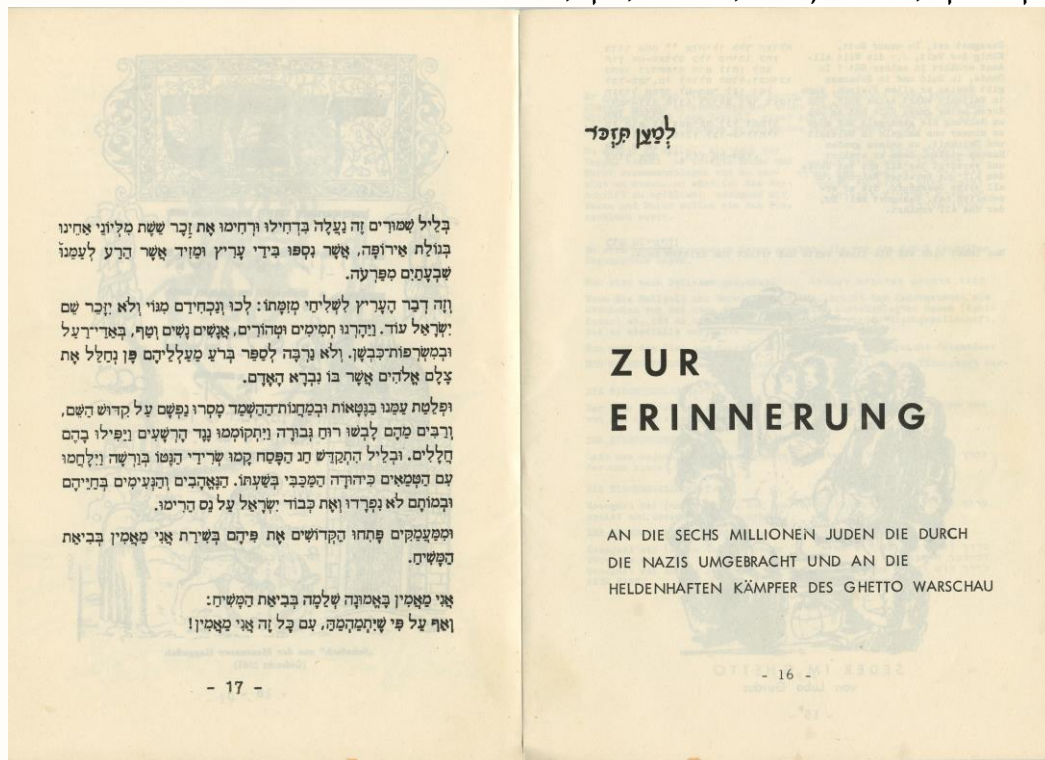 לְמַעַן תִּזְכֹּר
ZUR
ERINNERUNG
AN DIE SECHS MILLIONEN JUDEN DIE DURCH
DIE NAZIS UMGEBRACHT UND AN DIE
HELDENHAFTEN KÄMPFER DES GHETTO WARSCHAU
- 16 -
בְּלֵיל שִׁמּוּרִים זֶה נַעֲלֶה בִּדְחִילוּ וּרְחִימוּ אֶת זֵכֶר שֵׁשֶׁת מִלְיוֹנֵי אַחֵינוּ
בְּגוֹלַת אֵירוֹפָּה, אֲשֶׁר נִסְפּוּ בִּידֵי עָרִיץ וּמֵזִיד אֲשֶׁר הֵרַע לְעַמֵּנוּ
שִׁבְעָתַיִם מִפַּרְעֹה.
וְזֶה דְבַר הֶעָרִיץ לִשְׁלִיחֵי מְזִמָּתוֹ: לְכוּ וְנַכְחִידֵם מִגּוֹי וְלֹא יִזָּכֵר שֵׁם
יִשְׂרָאֵל עוֹד. וַיַּהַרְגוּ תְּמִימִים וּטְהוֹרִים, אֲנָשִׁים נָשִׁים וְטַף, בְּאֵדֵי־רַעַל
וּבְמִשְׂרְפוֹת־כִּבְשָׁן. וְלֹא נַרְבֶּה לְסַפֵּר בְּרֹעַ מַעַלְלֵיהֶם פֶּן נְחַלֵּל אֶת
צֶלֶם אֱלֹהִים אֲשֶׁר בּוֹ נִבְרָא הָאָדָם.
וּפְלֵטַת עַמֵּנוּ בַּגֶּטָּאוֹת וּבְמַחֲנוֹת־הַהַשְׁמֵד מָסְרוּ נַפְשָׁם עַל קִדּוּשׁ הַשֵּׁם,
וְרַבִּים מֵהֶם לָבְשׁוּ רוּחַ גְּבוּרָה וַיִּתְקוֹמְמוּ נֶגֶד הָרְשָׁעִים וַיַּפִּילוּ בָהֶם
חֲלָלִים. וּבְלֵיל הִתְקַדֵּשׁ חַג הַפֶּסַח קָמוּ שְׂרִידֵי הַגֶּטּוֹ בְּוַרְשָׁה וַיִּלָּחֲמוּ
עִם הַטְּמֵאִים כִּיהוּדָה הַמַּכַּבִּי בְּשַׁעְתּוֹ. הַנֶּאֱהָבִים וְהַנְּעִימִים בְּחַיֵּיהֶם
וּבְמוֹתָם לֹא נִפְרָדוּ וְאֶת כְּבוֹד יִשְׂרָאֵל עַל נֵס הֵרִימוּ.
וּמִמַּעֲמַקִּים פָּתְחוּ הַקְּדוֹשִׁים אֶת פִּיהֶם בְּשִׁירַת אֲנִי מַאֲמִין בְּבִיאַת
הַמָּשִׁיחַ.
אֲנִי מַאֲמִין בֶּאֱמוּנָה שְׁלֵמָה בְּבִיאַת הַמָּשִׁיחַ:
וְאַף עַל פִּי שֶׁיִּתְמַהְמֵהַּ, עִם כָּל זֶה אֲנִי מַאֲמִין!
- 17 -